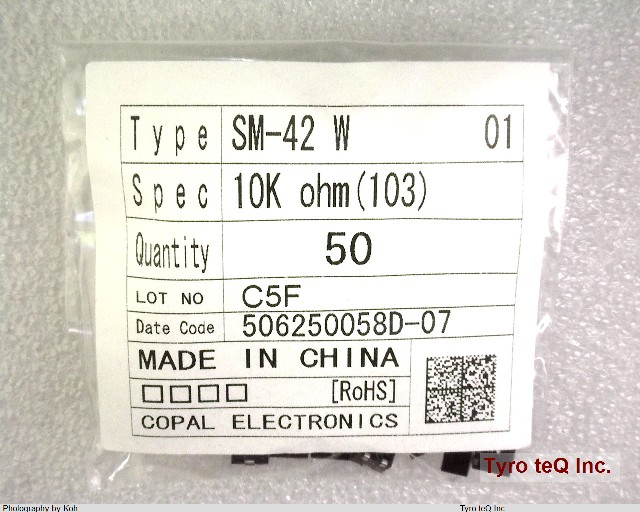 Type SM-42 W 01
Spec 10K ohm(103)
Quantity 50
LOT NO C5F
Date Code 506250058D-07
MADE IN CHINA
[RoHS]
COPAL ELECTRONICS
Tyro teQ Inc.
Photography by Koh Tyro teQ Inc